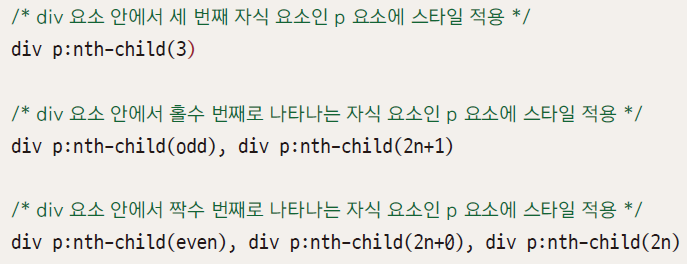 /* div 요소 안에서 세 번째 자식 요소인 p 요소에 스타일 적용 */
div p:nth-child(3)
/* div 요소 안에서 홀수 번째로 나타나는 자식 요소인 p 요소에 스타일 적용 */
div p:nth-child(odd), div p:nth-child(2n+1)
/* div 요소 안에서 짝수 번째로 나타나는 자식 요소인 p 요소에 스타일 적용 */
div p:nth-child(even), div p:nth-child(2n+0), div p:nth-child(2n)